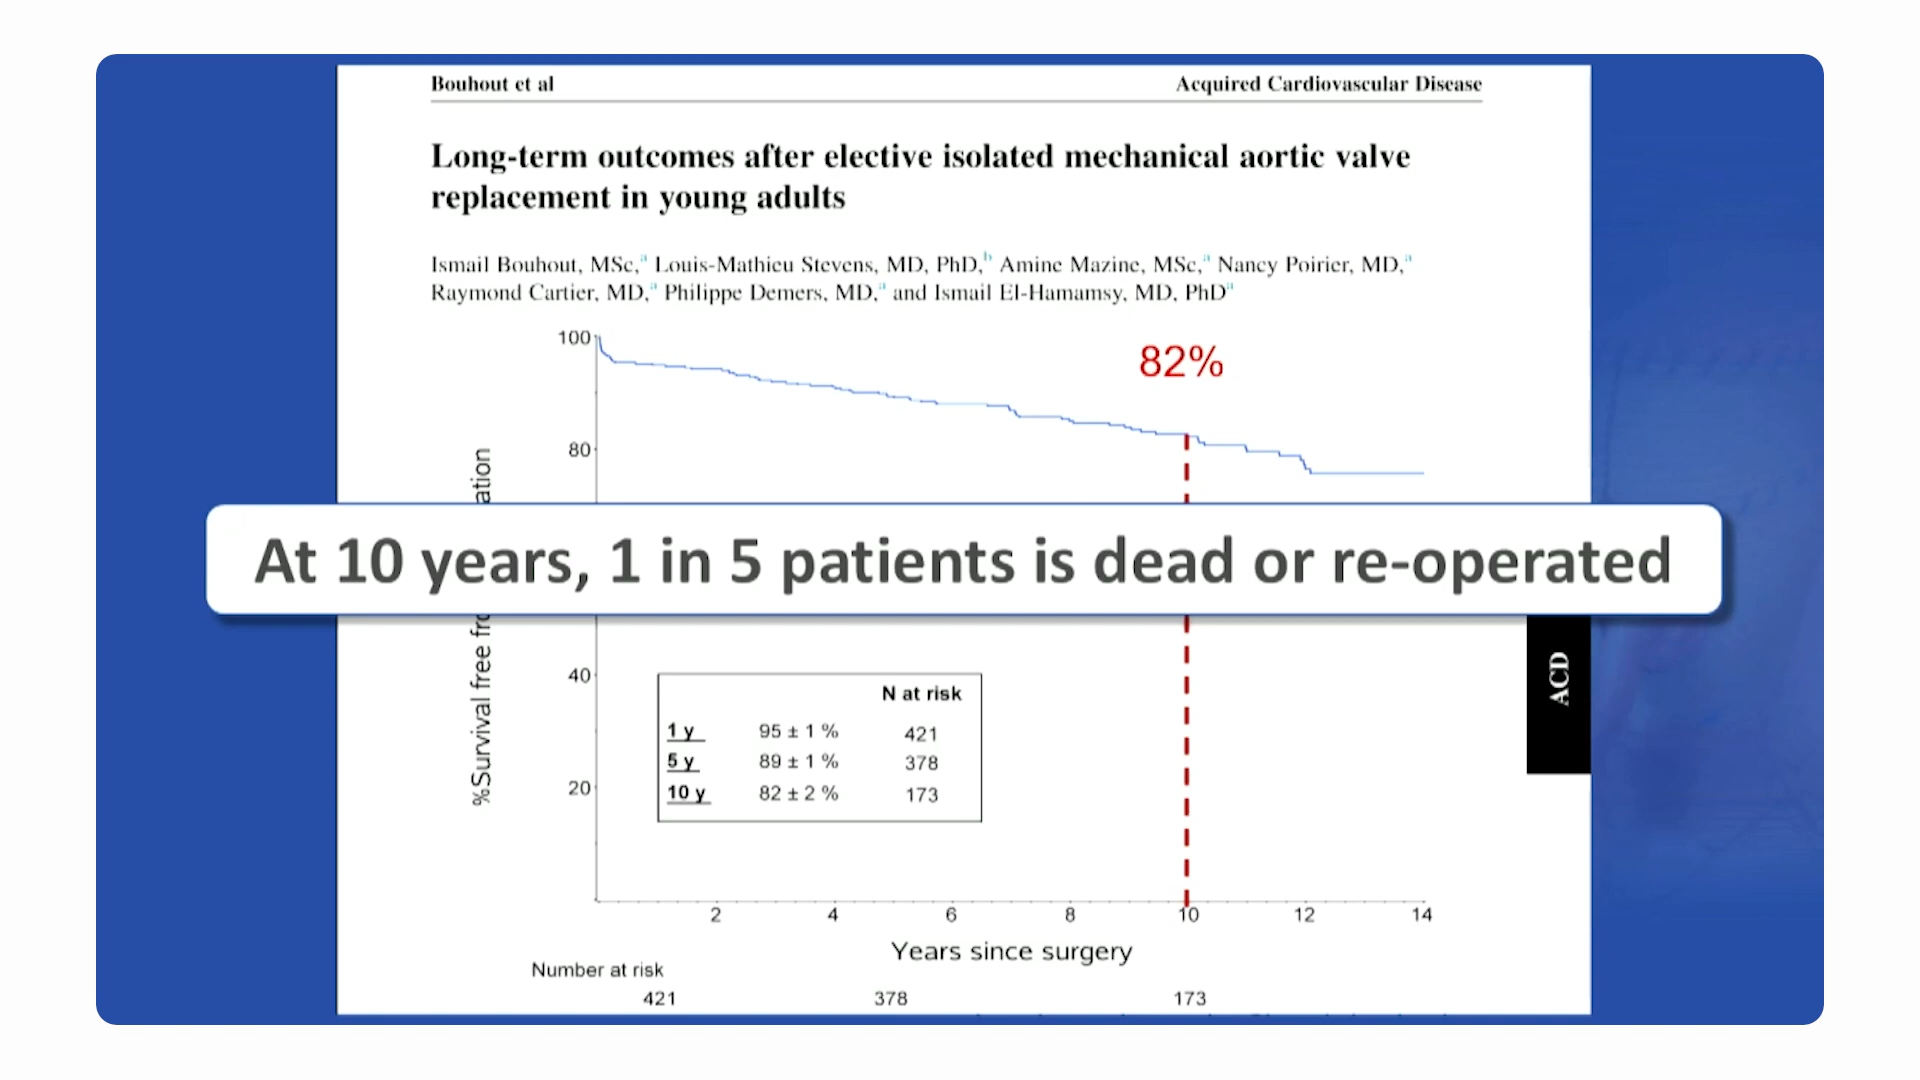 Bouhout et al
Acquired Cardiovascular Disease
Long-term outcomes after elective isolated mechanical aortic valve
replacement in young adults
Ismail Bouhout, MSc,a Louis-Mathieu Stevens, MD, PhD,b Amine Mazine, MSc,a Nancy Poirier, MD,a
Raymond Cartier, MD,a Philippe Demers, MD,a and Ismail El-Hamamsy, MD, PhDa
100
82%
80
At 10 years, 1 in 5 patients is dead or re-operated
%Survival free
ACD
40
N at risk
1 y 95 ± 1 % 421
5 y 89 ± 1 % 378
10 y 82 ± 2 % 173
20
2 4 6 8 10 12 14
Years since surgery
Number at risk
421 378 173